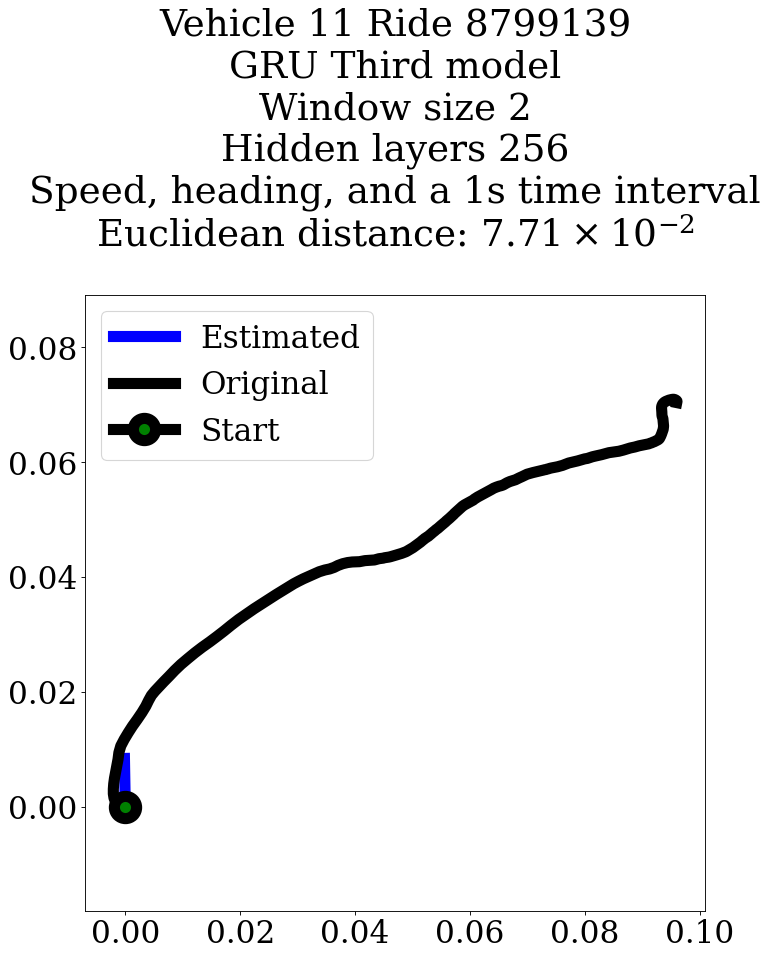 Vehicle 11 Ride 8799139
GRU Third model
Window size 2
Hidden layers 256
Speed, heading, and a 1s time interval
Euclidean distance: 7.71 × 10⁻²
Estimated
Original
Start
0.08
0.06
0.04
0.02
0.00
0.00 0.02 0.04 0.06 0.08 0.10